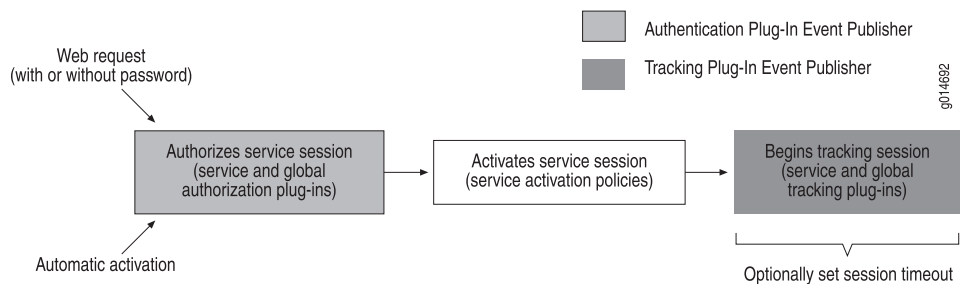 Authentication Plug-In Event Publisher
Tracking Plug-In Event Publisher
g014692
Web request
(with or without password)
Authorizes service session
(service and global
authorization plug-ins)
Activates service session
(service activation policies)
Begins tracking session
(service and global
tracking plug-ins)
Automatic activation
Optionally set session timeout